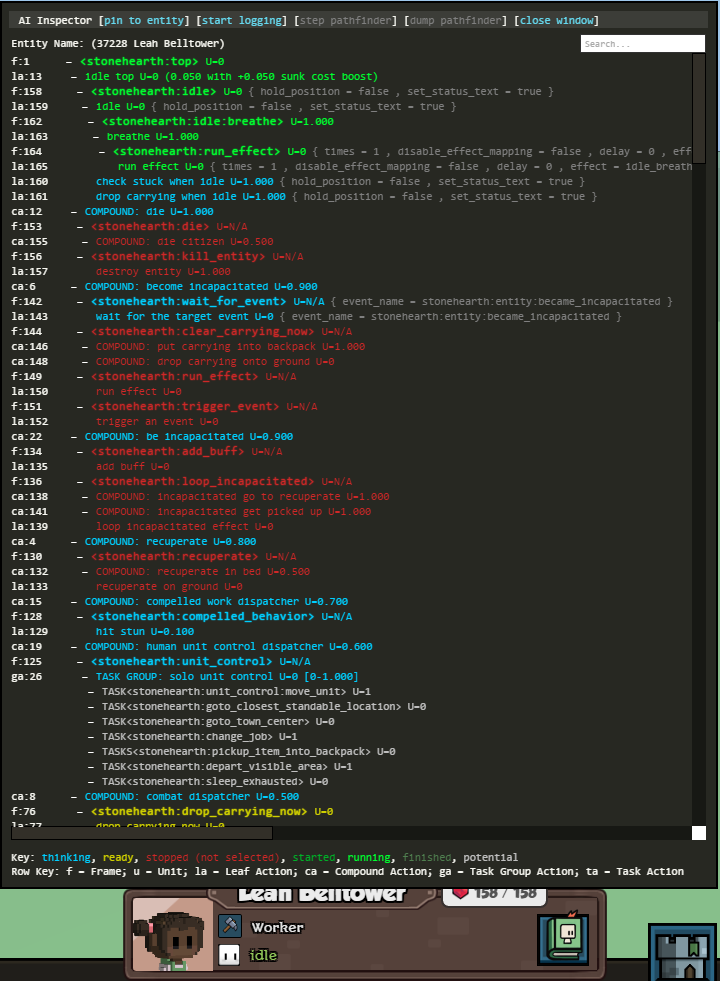 AI Inspector [pin to entity] [start logging] [step pathfinder] [dump pathfinder] [close window]
Entity Name: (37228 Leah Belltower)
Search...
f:1 – <stonehearth:top> U=0
la:13 – idle top U=0 (0.050 with +0.050 sunk cost boost)
f:158 – <stonehearth:idle> U=0 { hold_position = false , set_status_text = true }
la:159 – idle U=0 { hold_position = false , set_status_text = true }
f:162 – <stonehearth:idle:breathe> U=1.000
la:163 – breathe U=1.000
f:164 – <stonehearth:run_effect> U=0 { times = 1 , disable_effect_mapping = false , delay = 0 , eff
la:165 run effect U=0 { times = 1 , disable_effect_mapping = false , delay = 0 , effect = idle_breath
la:160 check stuck when idle U=1.000 { hold_position = false , set_status_text = true }
la:161 drop carrying when idle U=1.000 { hold_position = false , set_status_text = true }
ca:12 – COMPOUND: die U=1.000
f:153 – <stonehearth:die> U=N/A
ca:155 – COMPOUND: die citizen U=0.500
f:156 – <stonehearth:kill_entity> U=N/A
la:157 destroy entity U=1.000
ca:6 – COMPOUND: become incapacitated U=0.900
f:142 – <stonehearth:wait_for_event> U=N/A { event_name = stonehearth:entity:became_incapacitated }
la:143 wait for the target event U=0 { event_name = stonehearth:entity:became_incapacitated }
f:144 – <stonehearth:clear_carrying_now> U=N/A
ca:146 – COMPOUND: put carrying into backpack U=1.000
ca:148 – COMPOUND: drop carrying onto ground U=0
f:149 – <stonehearth:run_effect> U=N/A
la:150 run effect U=0
f:151 – <stonehearth:trigger_event> U=N/A
la:152 trigger an event U=0
ca:22 – COMPOUND: be incapacitated U=0.900
f:134 – <stonehearth:add_buff> U=N/A
la:135 add buff U=0
f:136 – <stonehearth:loop_incapacitated> U=N/A
ca:138 – COMPOUND: incapacitated go to recuperate U=1.000
ca:141 – COMPOUND: incapacitated get picked up U=1.000
la:139 loop incapacitated effect U=0
ca:4 – COMPOUND: recuperate U=0.800
f:130 – <stonehearth:recuperate> U=N/A
ca:132 – COMPOUND: recuperate in bed U=0.500
la:133 recuperate on ground U=0
ca:15 – COMPOUND: compelled work dispatcher U=0.700
f:128 – <stonehearth:compelled_behavior> U=N/A
la:129 hit stun U=0.100
ca:19 – COMPOUND: human unit control dispatcher U=0.600
f:125 – <stonehearth:unit_control> U=N/A
ga:26 – TASK GROUP: solo unit control U=0 [0-1.000]
– TASK<stonehearth:unit_control:move_unit> U=1
– TASK<stonehearth:goto_closest_standable_location> U=0
– TASK<stonehearth:goto_town_center> U=0
– TASK<stonehearth:change_job> U=1
– TASKS<stonehearth:pickup_item_into_backpack> U=0
– TASK<stonehearth:depart_visible_area> U=1
– TASK<stonehearth:sleep_exhausted> U=0
ca:8 – COMPOUND: combat dispatcher U=0.500
f:76 – <stonehearth:drop_carrying_now> U=0
la:77 drop carrying now U=0
Key: thinking, ready, stopped (not selected), started, running, finished, potential
Row Key: f = Frame; u = Unit; la = Leaf Action; ca = Compound Action; ga = Task Group Action; ta = Task Action
Leah Belltower
158 / 158
Worker
idle